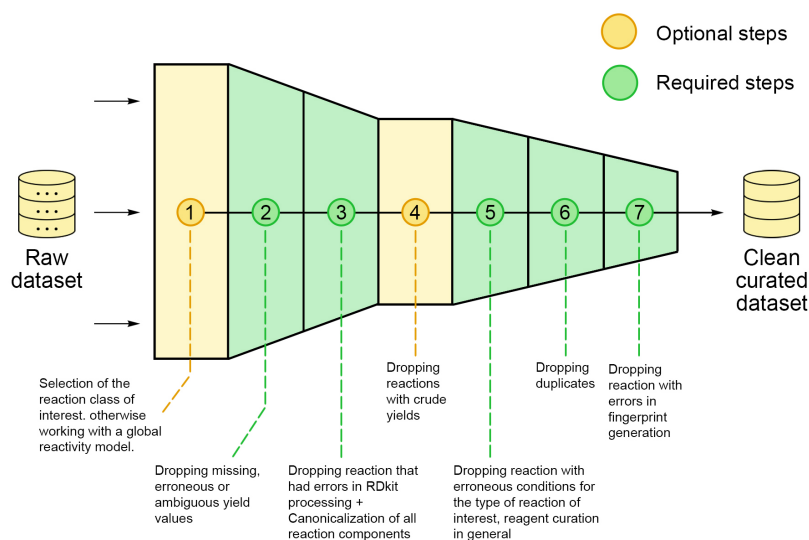 Optional steps
Required steps
Raw
dataset
1
2
3
4
5
6
7
Clean
curated
dataset
Selection of the
reaction class of
interest. otherwise
working with a global
reactivity model.
Dropping missing,
erroneous or
ambiguous yield
values
Dropping reaction that
had errors in RDkit
processing +
Canonicalization of all
reaction components
Dropping
reactions
with crude
yields
Dropping reaction with
erroneous conditions for
the type of reaction of
interest, reagent curation
in general
Dropping
duplicates
Dropping
reaction with
errors in
fingerprint
generation